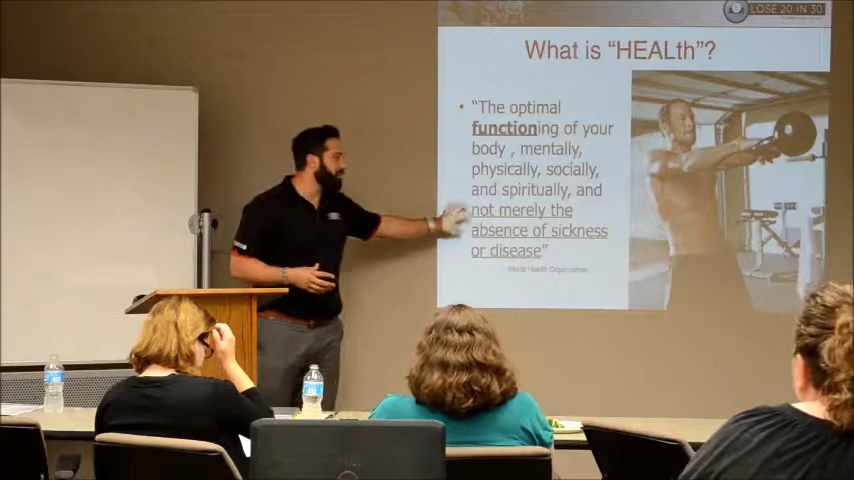 LOSE 20 IN 30
What is “HEALth”?
• “The optimal
functioning of your
body , mentally,
physically, socially,
and spiritually and
not merely the
absence of sickness
or disease”
World Health Organization